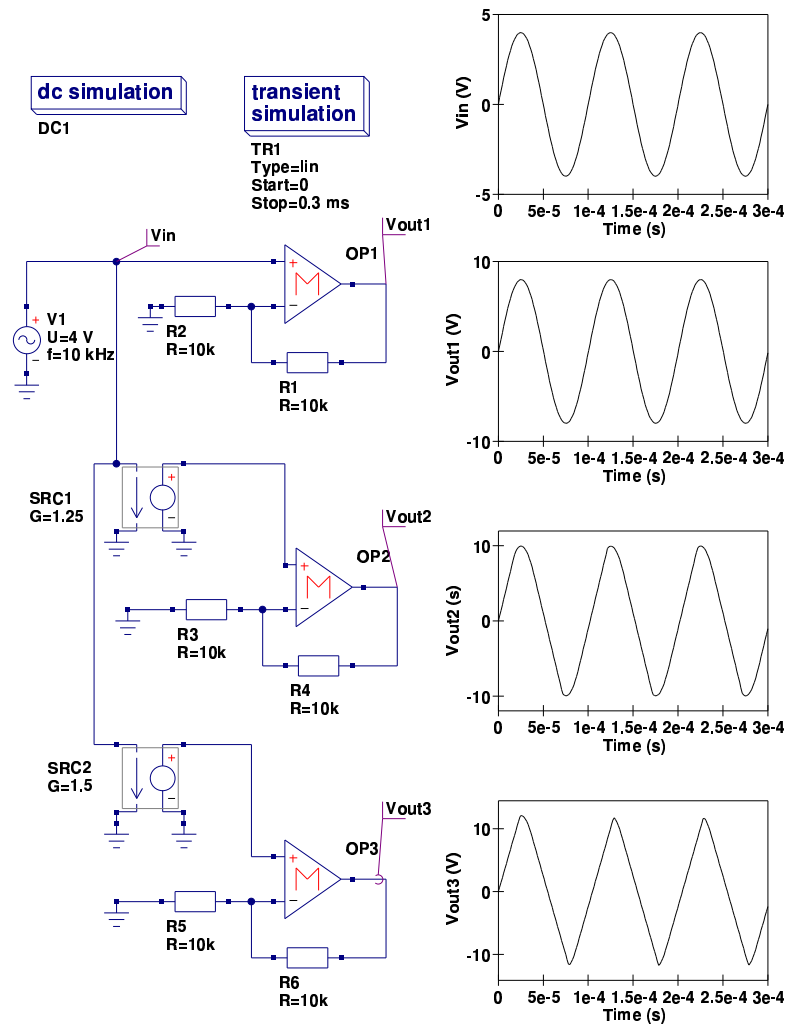 dc simulation
DC1
transient
simulation
TR1
Type=lin
Start=0
Stop=0.3 ms
Vin
V1
U=4 V
f=10 kHz
+
−
R2
R=10k
R1
R=10k
OP1
Vout1
+
−
M
SRC1
G=1.25
+
−
OP2
Vout2
+
−
M
R3
R=10k
R4
R=10k
SRC2
G=1.5
+
−
OP3
Vout3
+
−
M
R5
R=10k
R6
R=10k
Vin (V)
5
0
-5
0 5e-5 1e-4 1.5e-4 2e-4 2.5e-4 3e-4
Time (s)
Vout1 (V)
10
0
-10
0 5e-5 1e-4 1.5e-4 2e-4 2.5e-4 3e-4
Time (s)
Vout2 (s)
10
0
-10
0 5e-5 1e-4 1.5e-4 2e-4 2.5e-4 3e-4
Time (s)
Vout3 (V)
10
0
-10
0 5e-5 1e-4 1.5e-4 2e-4 2.5e-4 3e-4
Time (s)